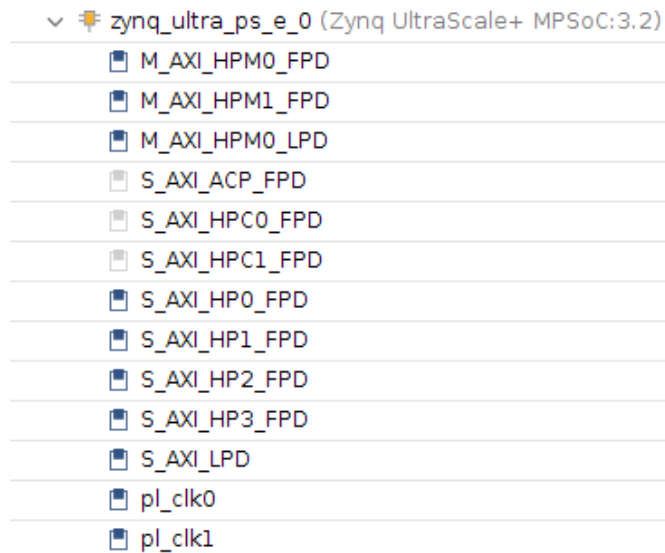 zynq_ultra_ps_e_0 (Zynq UltraScale+ MPSoC:3.2)
M_AXI_HPM0_FPD
M_AXI_HPM1_FPD
M_AXI_HPM0_LPD
S_AXI_ACP_FPD
S_AXI_HPC0_FPD
S_AXI_HPC1_FPD
S_AXI_HP0_FPD
S_AXI_HP1_FPD
S_AXI_HP2_FPD
S_AXI_HP3_FPD
S_AXI_LPD
pl_clk0
pl_clk1